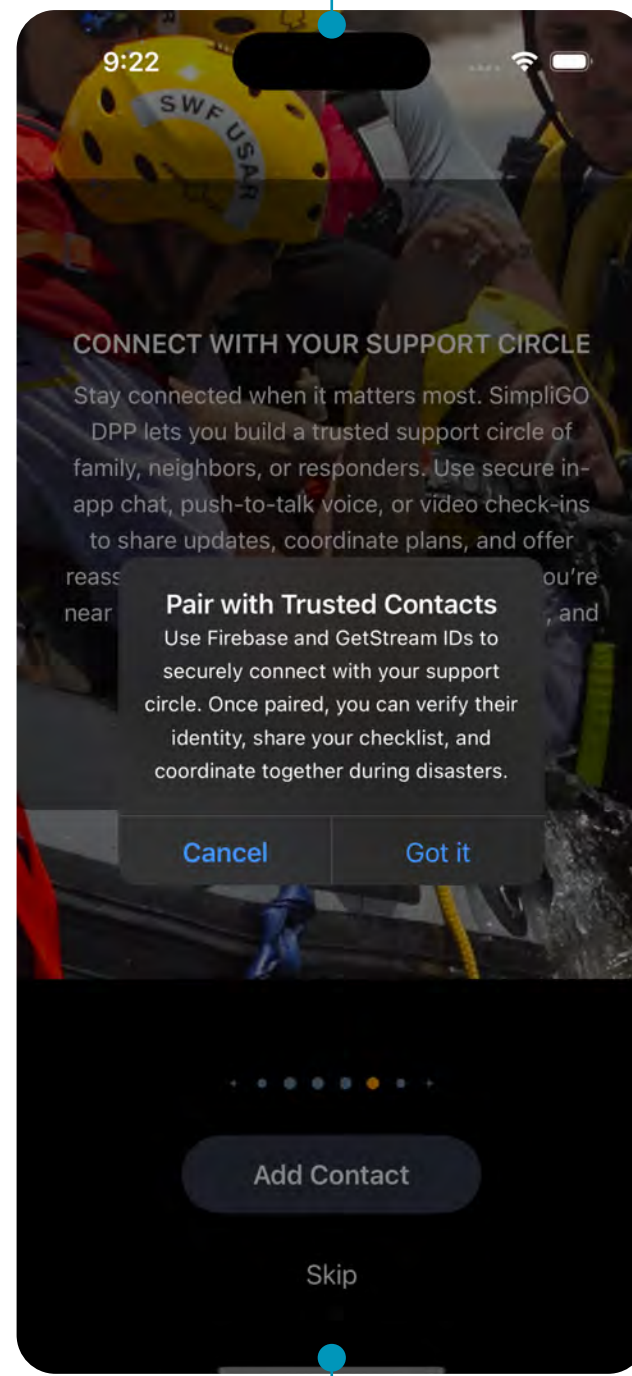 9:22
SWF USAR
CONNECT WITH YOUR SUPPORT CIRCLE
Stay connected when it matters most. SimpliGO
DPP lets you build a trusted support circle of
family, neighbors, or responders. Use secure in-
app chat, push-to-talk voice, or video check-ins
to share updates, coordinate plans, and offer
ou're
near
, and
Pair with Trusted Contacts
Use Firebase and GetStream IDs to
securely connect with your support
circle. Once paired, you can verify their
identity, share your checklist, and
coordinate together during disasters.
Cancel
Got it
Add Contact
Skip